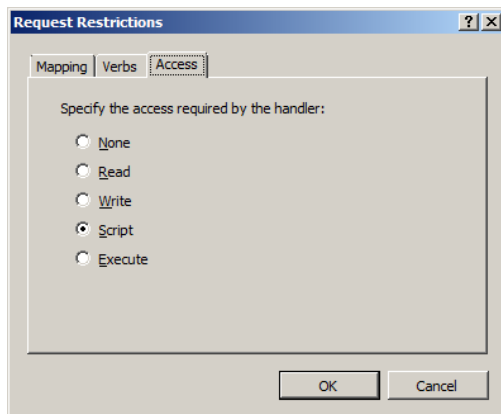 Request Restrictions
Mapping Verbs Access
Specify the access required by the handler:
None
Read
Write
Script
Execute
OK Cancel